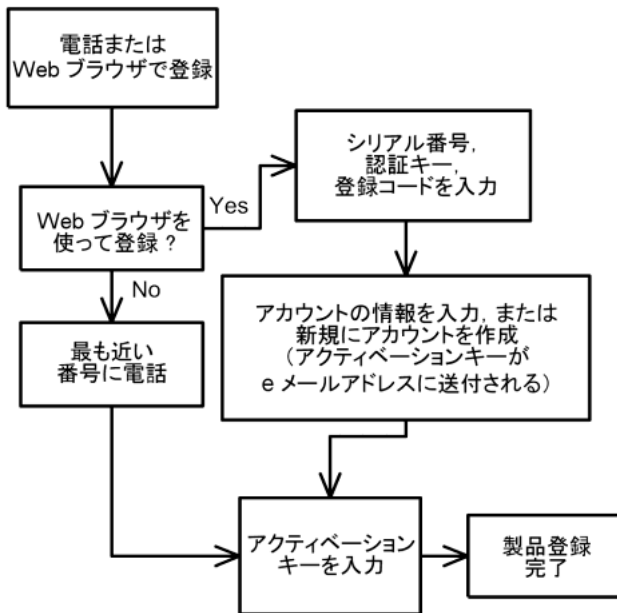 電話または
Web ブラウザで登録
Web ブラウザを
使って登録 ?
Yes
シリアル番号,
認証キー,
登録コードを入力
アカウントの情報を入力, または
新規にアカウントを作成
(アクティベーションキーが
e メールアドレスに送付される)
No
最も近い
番号に電話
アクティベーション
キーを入力
製品登録
完了